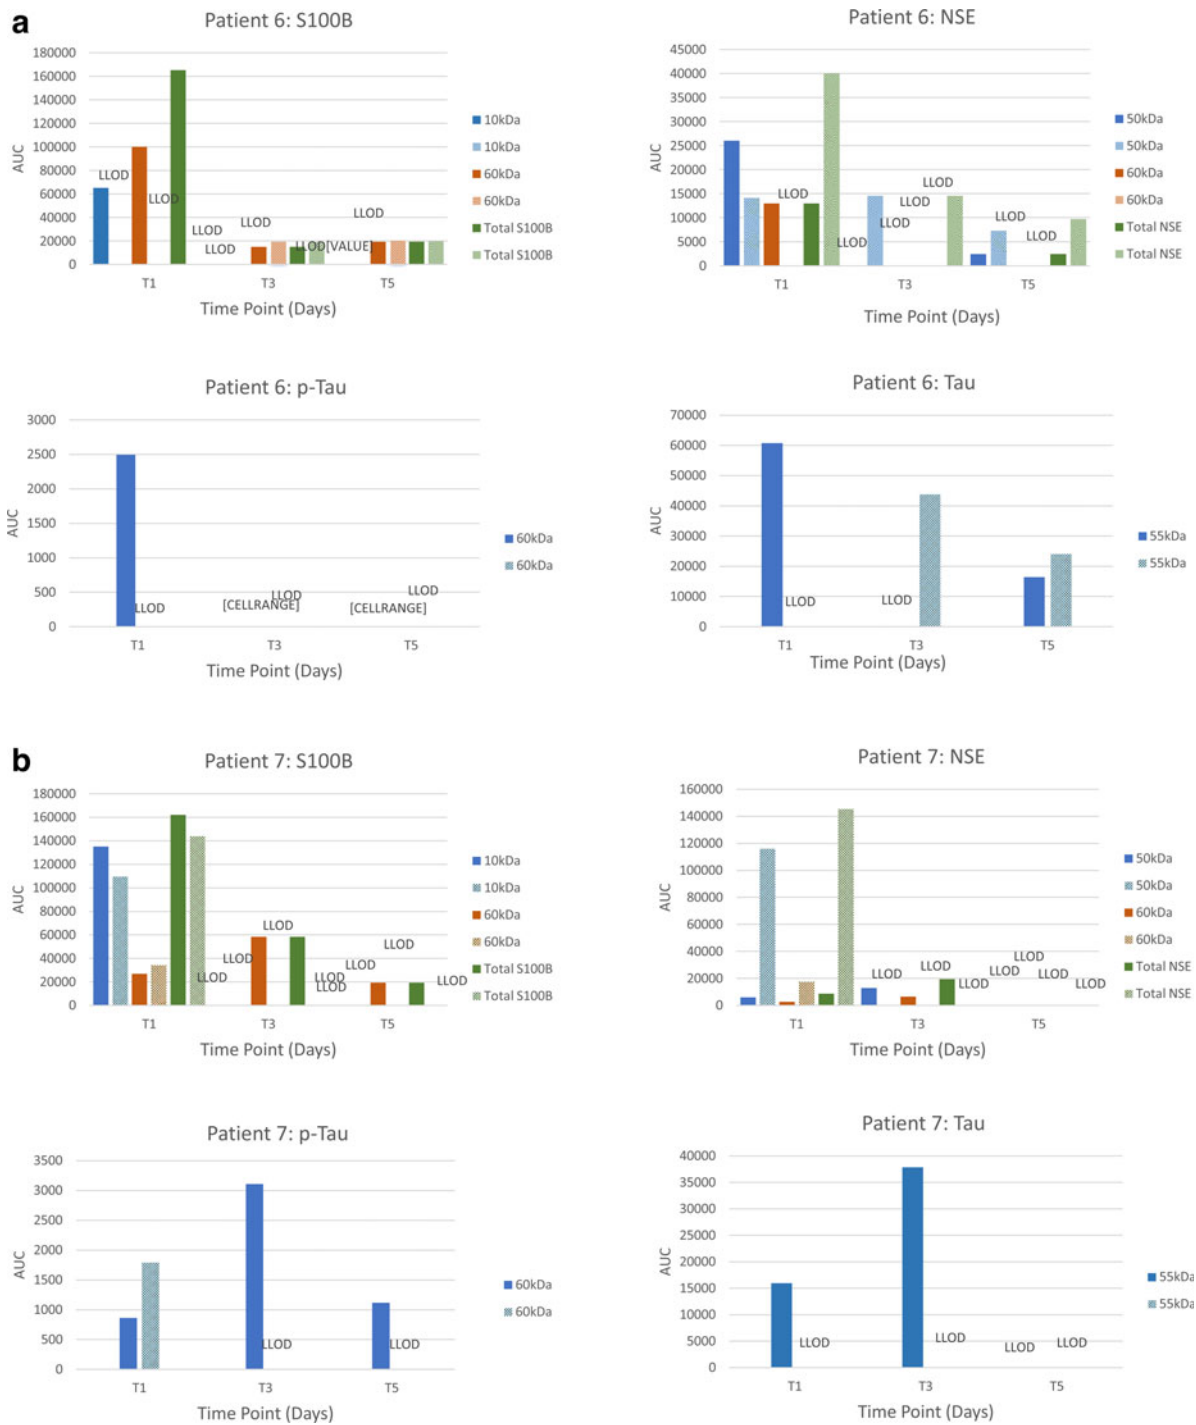 a
Patient 6: S100B
180000
160000
140000
120000
100000
80000
60000
40000
20000
0
AUC
LLOD
LLOD
LLOD
LLOD
LLOD
LLOD[VALUE]
LLOD
T1 T3 T5
Time Point (Days)
10kDa
10kDa
60kDa
60kDa
Total S100B
Total S100B
Patient 6: NSE
45000
40000
35000
30000
25000
20000
15000
10000
5000
0
AUC
LLOD
LLOD
LLOD
LLOD
LLOD
LLOD
LLOD
T1 T3 T5
Time Point (Days)
50kDa
50kDa
60kDa
60kDa
Total NSE
Total NSE
Patient 6: p-Tau
3000
2500
2000
1500
1000
500
0
AUC
LLOD
LLOD
[CELLRANGE]
LLOD
[CELLRANGE]
T1 T3 T5
Time Point (Days)
60kDa
60kDa
Patient 6: Tau
70000
60000
50000
40000
30000
20000
10000
0
AUC
LLOD
LLOD
T1 T3 T5
Time Point (Days)
55kDa
55kDa
b
Patient 7: S100B
180000
160000
140000
120000
100000
80000
60000
40000
20000
0
AUC
LLOD
LLOD
LLOD
LLOD
LLOD
LLOD
LLOD
LLOD
T1 T3 T5
Time Point (Days)
10kDa
10kDa
60kDa
60kDa
Total S100B
Total S100B
Patient 7: NSE
160000
140000
120000
100000
80000
60000
40000
20000
0
AUC
LLOD
LLOD
LLOD
LLOD
LLOD
LLOD
LLOD
T1 T3 T5
Time Point (Days)
50kDa
50kDa
60kDa
60kDa
Total NSE
Total NSE
Patient 7: p-Tau
3500
3000
2500
2000
1500
1000
500
0
AUC
LLOD
LLOD
T1 T3 T5
Time Point (Days)
60kDa
60kDa
Patient 7: Tau
40000
35000
30000
25000
20000
15000
10000
5000
0
AUC
LLOD
LLOD
LLOD
LLOD
T1 T3 T5
Time Point (Days)
55kDa
55kDa